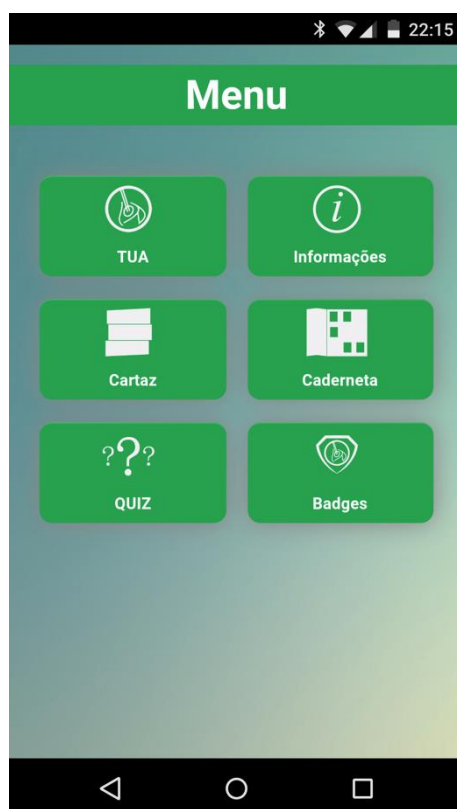 22:15
Menu
TUA
Informações
Cartaz
Caderneta
???
QUIZ
Badges